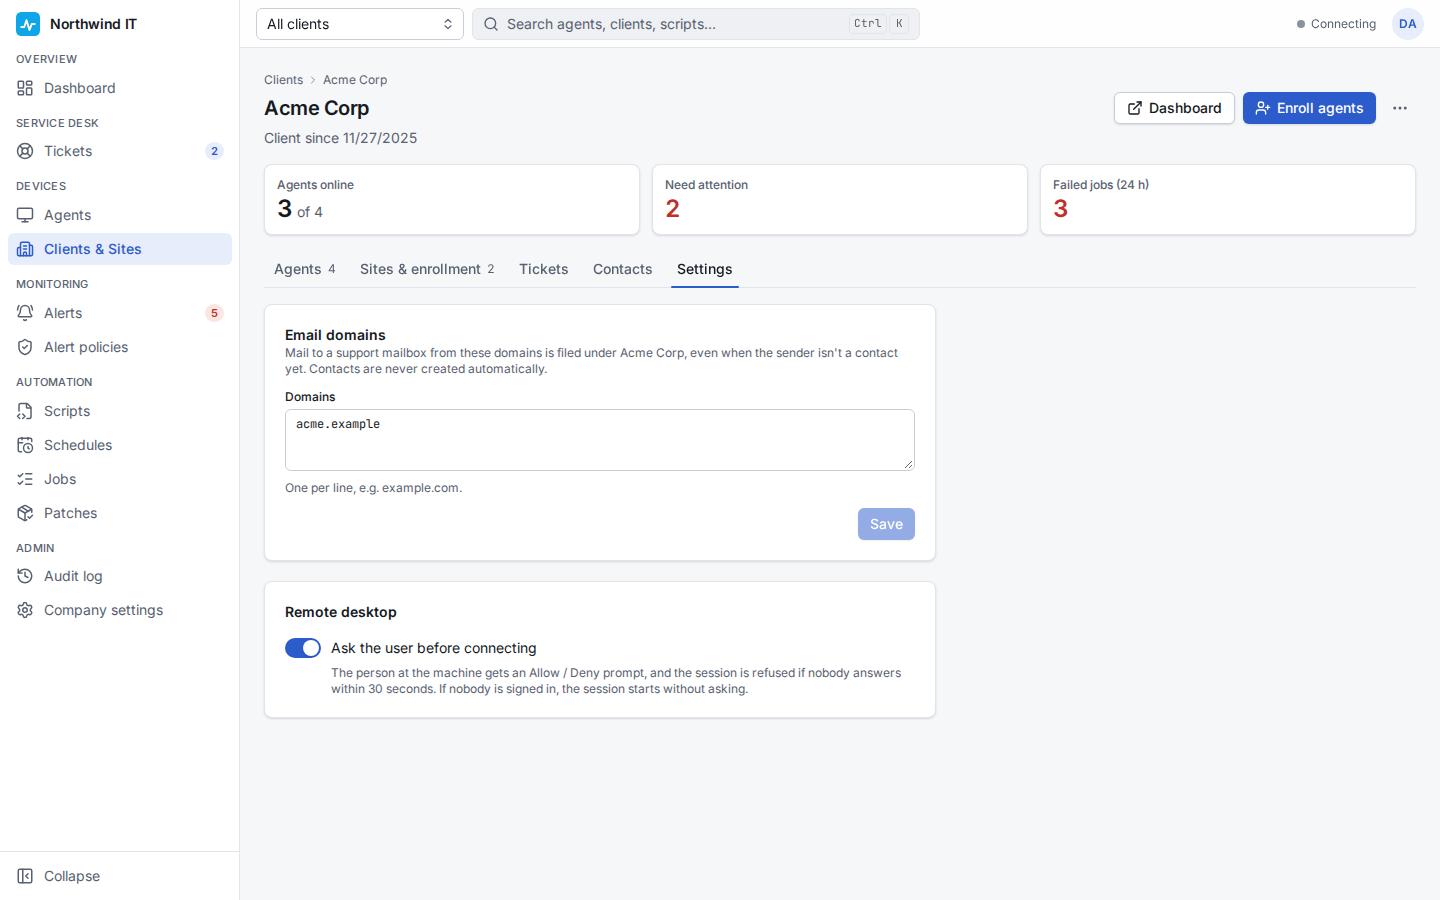 Northwind IT
All clients
Search agents, clients, scripts...
Ctrl K
Connecting
DA
OVERVIEW
Dashboard
SERVICE DESK
Tickets 2
DEVICES
Agents
Clients & Sites
MONITORING
Alerts 5
Alert policies
AUTOMATION
Scripts
Schedules
Jobs
Patches
ADMIN
Audit log
Company settings
Collapse
Clients > Acme Corp
Acme Corp
Client since 11/27/2025
Dashboard
Enroll agents
Agents online
3 of 4
Need attention
2
Failed jobs (24 h)
3
Agents 4
Sites & enrollment 2
Tickets
Contacts
Settings
Email domains
Mail to a support mailbox from these domains is filed under Acme Corp, even when the sender isn't a contact
yet. Contacts are never created automatically.
Domains
acme.example
One per line, e.g. example.com.
Save
Remote desktop
Ask the user before connecting
The person at the machine gets an Allow / Deny prompt, and the session is refused if nobody answers
within 30 seconds. If nobody is signed in, the session starts without asking.